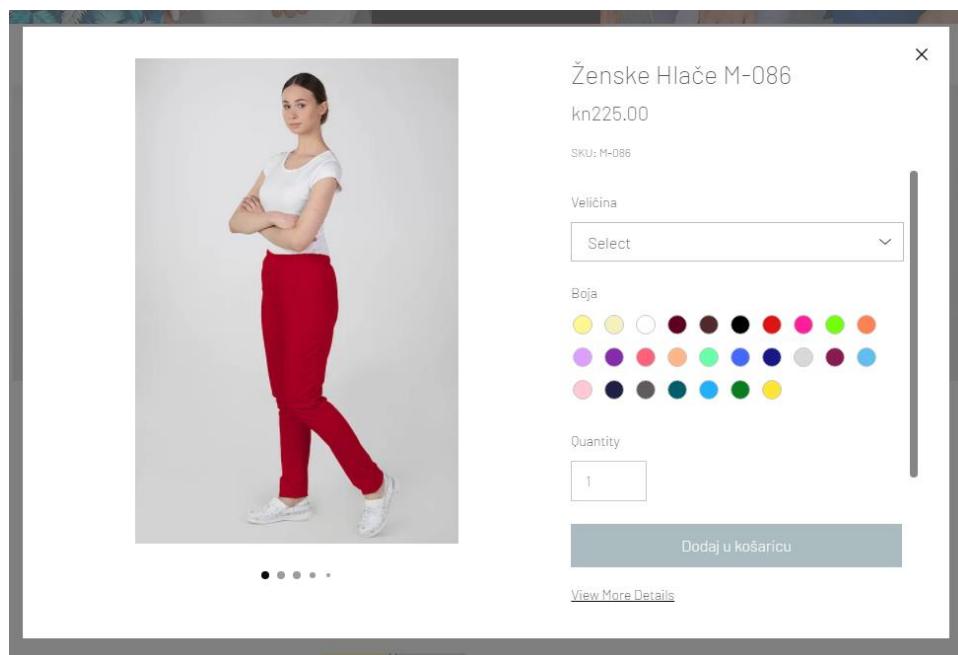 Ženske Hlače M-086
kn225.00
SKU: M-086
Veličina
Select
Boja
Quantity
1
Dodaj u košaricu
View More Details